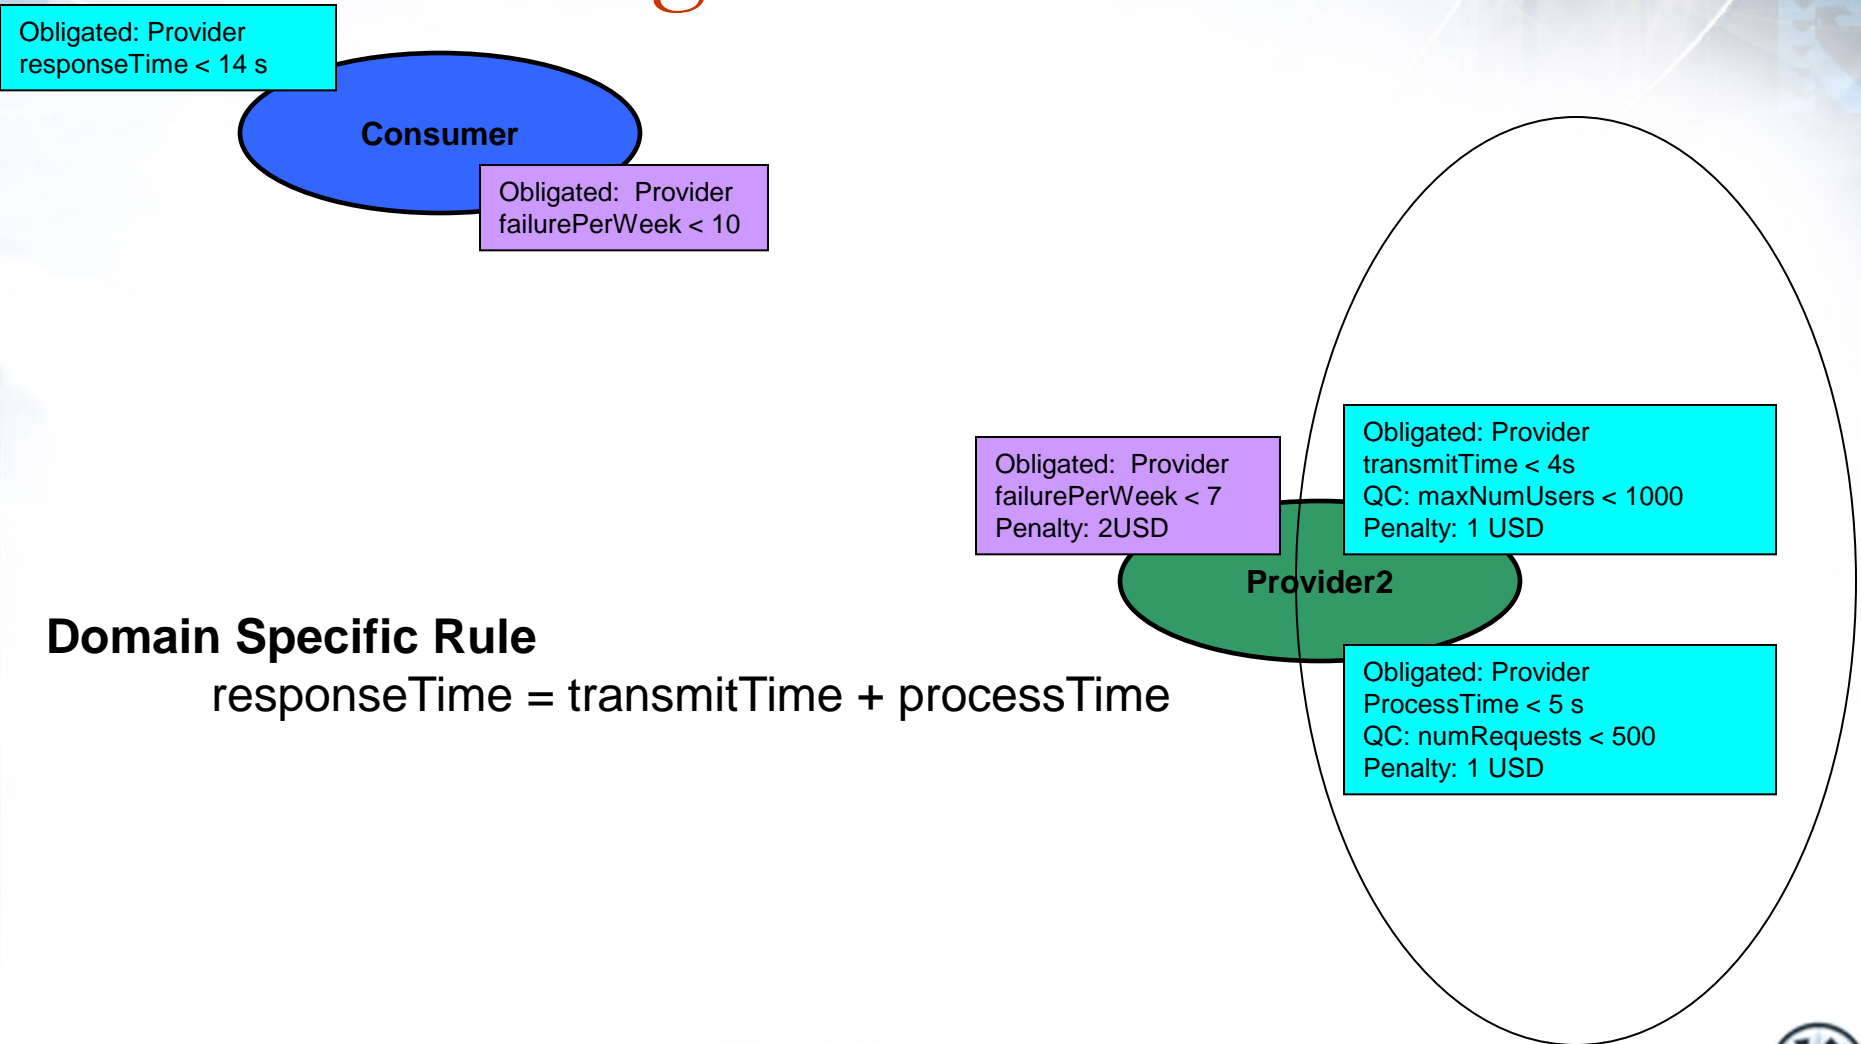 Obligated: Provider
responseTime < 14 s
Consumer
Obligated:  Provider
failurePerWeek < 10
Obligated:  Provider
failurePerWeek < 7
Penalty: 2USD
Obligated: Provider
transmitTime < 4s
QC: maxNumUsers < 1000
Penalty: 1 USD
Provider2
Domain Specific Rule
responseTime = transmitTime + processTime
Obligated: Provider
ProcessTime < 5 s
QC: numRequests < 500
Penalty: 1 USD